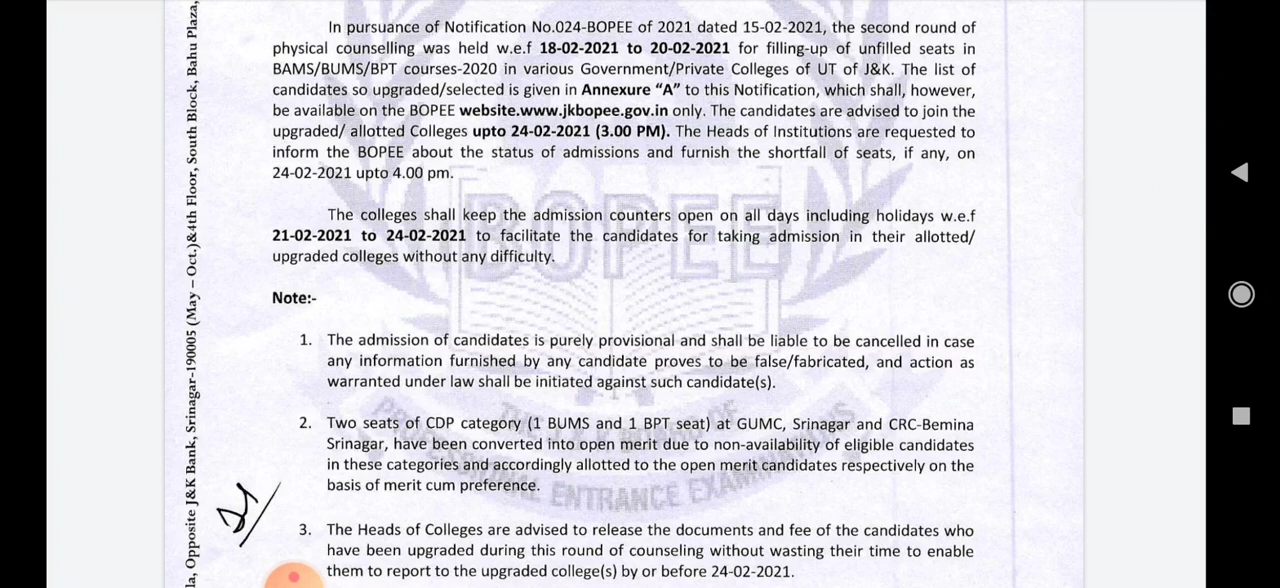 In pursuance of Notification No.024-BOPEE of 2021 dated 15-02-2021, the second round of
physical counselling was held w.e.f 18-02-2021 to 20-02-2021 for filling-up of unfilled seats in
BAMS/BUMS/BPT courses-2020 in various Government/Private Colleges of UT of J&K. The list of
candidates so upgraded/selected is given in Annexure “A” to this Notification, which shall, however,
be available on the BOPEE website.www.jkbopee.gov.in only. The candidates are advised to join the
upgraded/ allotted Colleges upto 24-02-2021 (3.00 PM). The Heads of Institutions are requested to
inform the BOPEE about the status of admissions and furnish the shortfall of seats, if any, on
24-02-2021 upto 4.00 pm.
The colleges shall keep the admission counters open on all days including holidays w.e.f
21-02-2021 to 24-02-2021 to facilitate the candidates for taking admission in their allotted/
upgraded colleges without any difficulty.
Note:-
1. The admission of candidates is purely provisional and shall be liable to be cancelled in case
any information furnished by any candidate proves to be false/fabricated, and action as
warranted under law shall be initiated against such candidate(s).
2. Two seats of CDP category (1 BUMS and 1 BPT seat) at GUMC, Srinagar and CRC-Bemina
Srinagar, have been converted into open merit due to non-availability of eligible candidates
in these categories and accordingly allotted to the open merit candidates respectively on the
basis of merit cum preference.
3. The Heads of Colleges are advised to release the documents and fee of the candidates who
have been upgraded during this round of counseling without wasting their time to enable
them to report to the upgraded college(s) by or before 24-02-2021.
Opposite J&K Bank, Srinagar-190005 (May – Oct.)&4th Floor, South Block, Bahu Plaza,
BOPEE
THE J & K BOARD OF
PROFESSIONAL ENTRANCE EXAMINATIONS